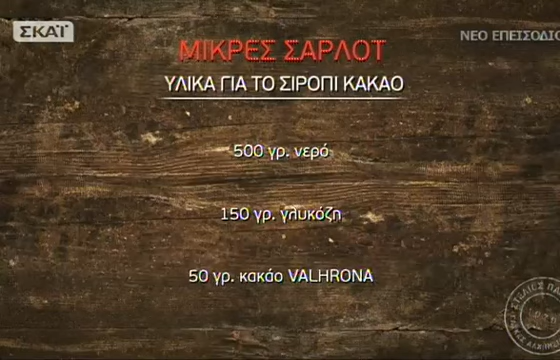 ΣΚΑΪ
ΝΕΟ ΕΠΕΙΣΟΔΙΟ
ΜΙΚΡΕΣ ΣΑΡΛΟΤ
ΥΛΙΚΑ ΓΙΑ ΤΟ ΣΙΡΟΠΙ ΚΑΚΑΟ
500 γρ. νερό
150 γρ. γλυκόζη
50 γρ. κακάο VALHRONA